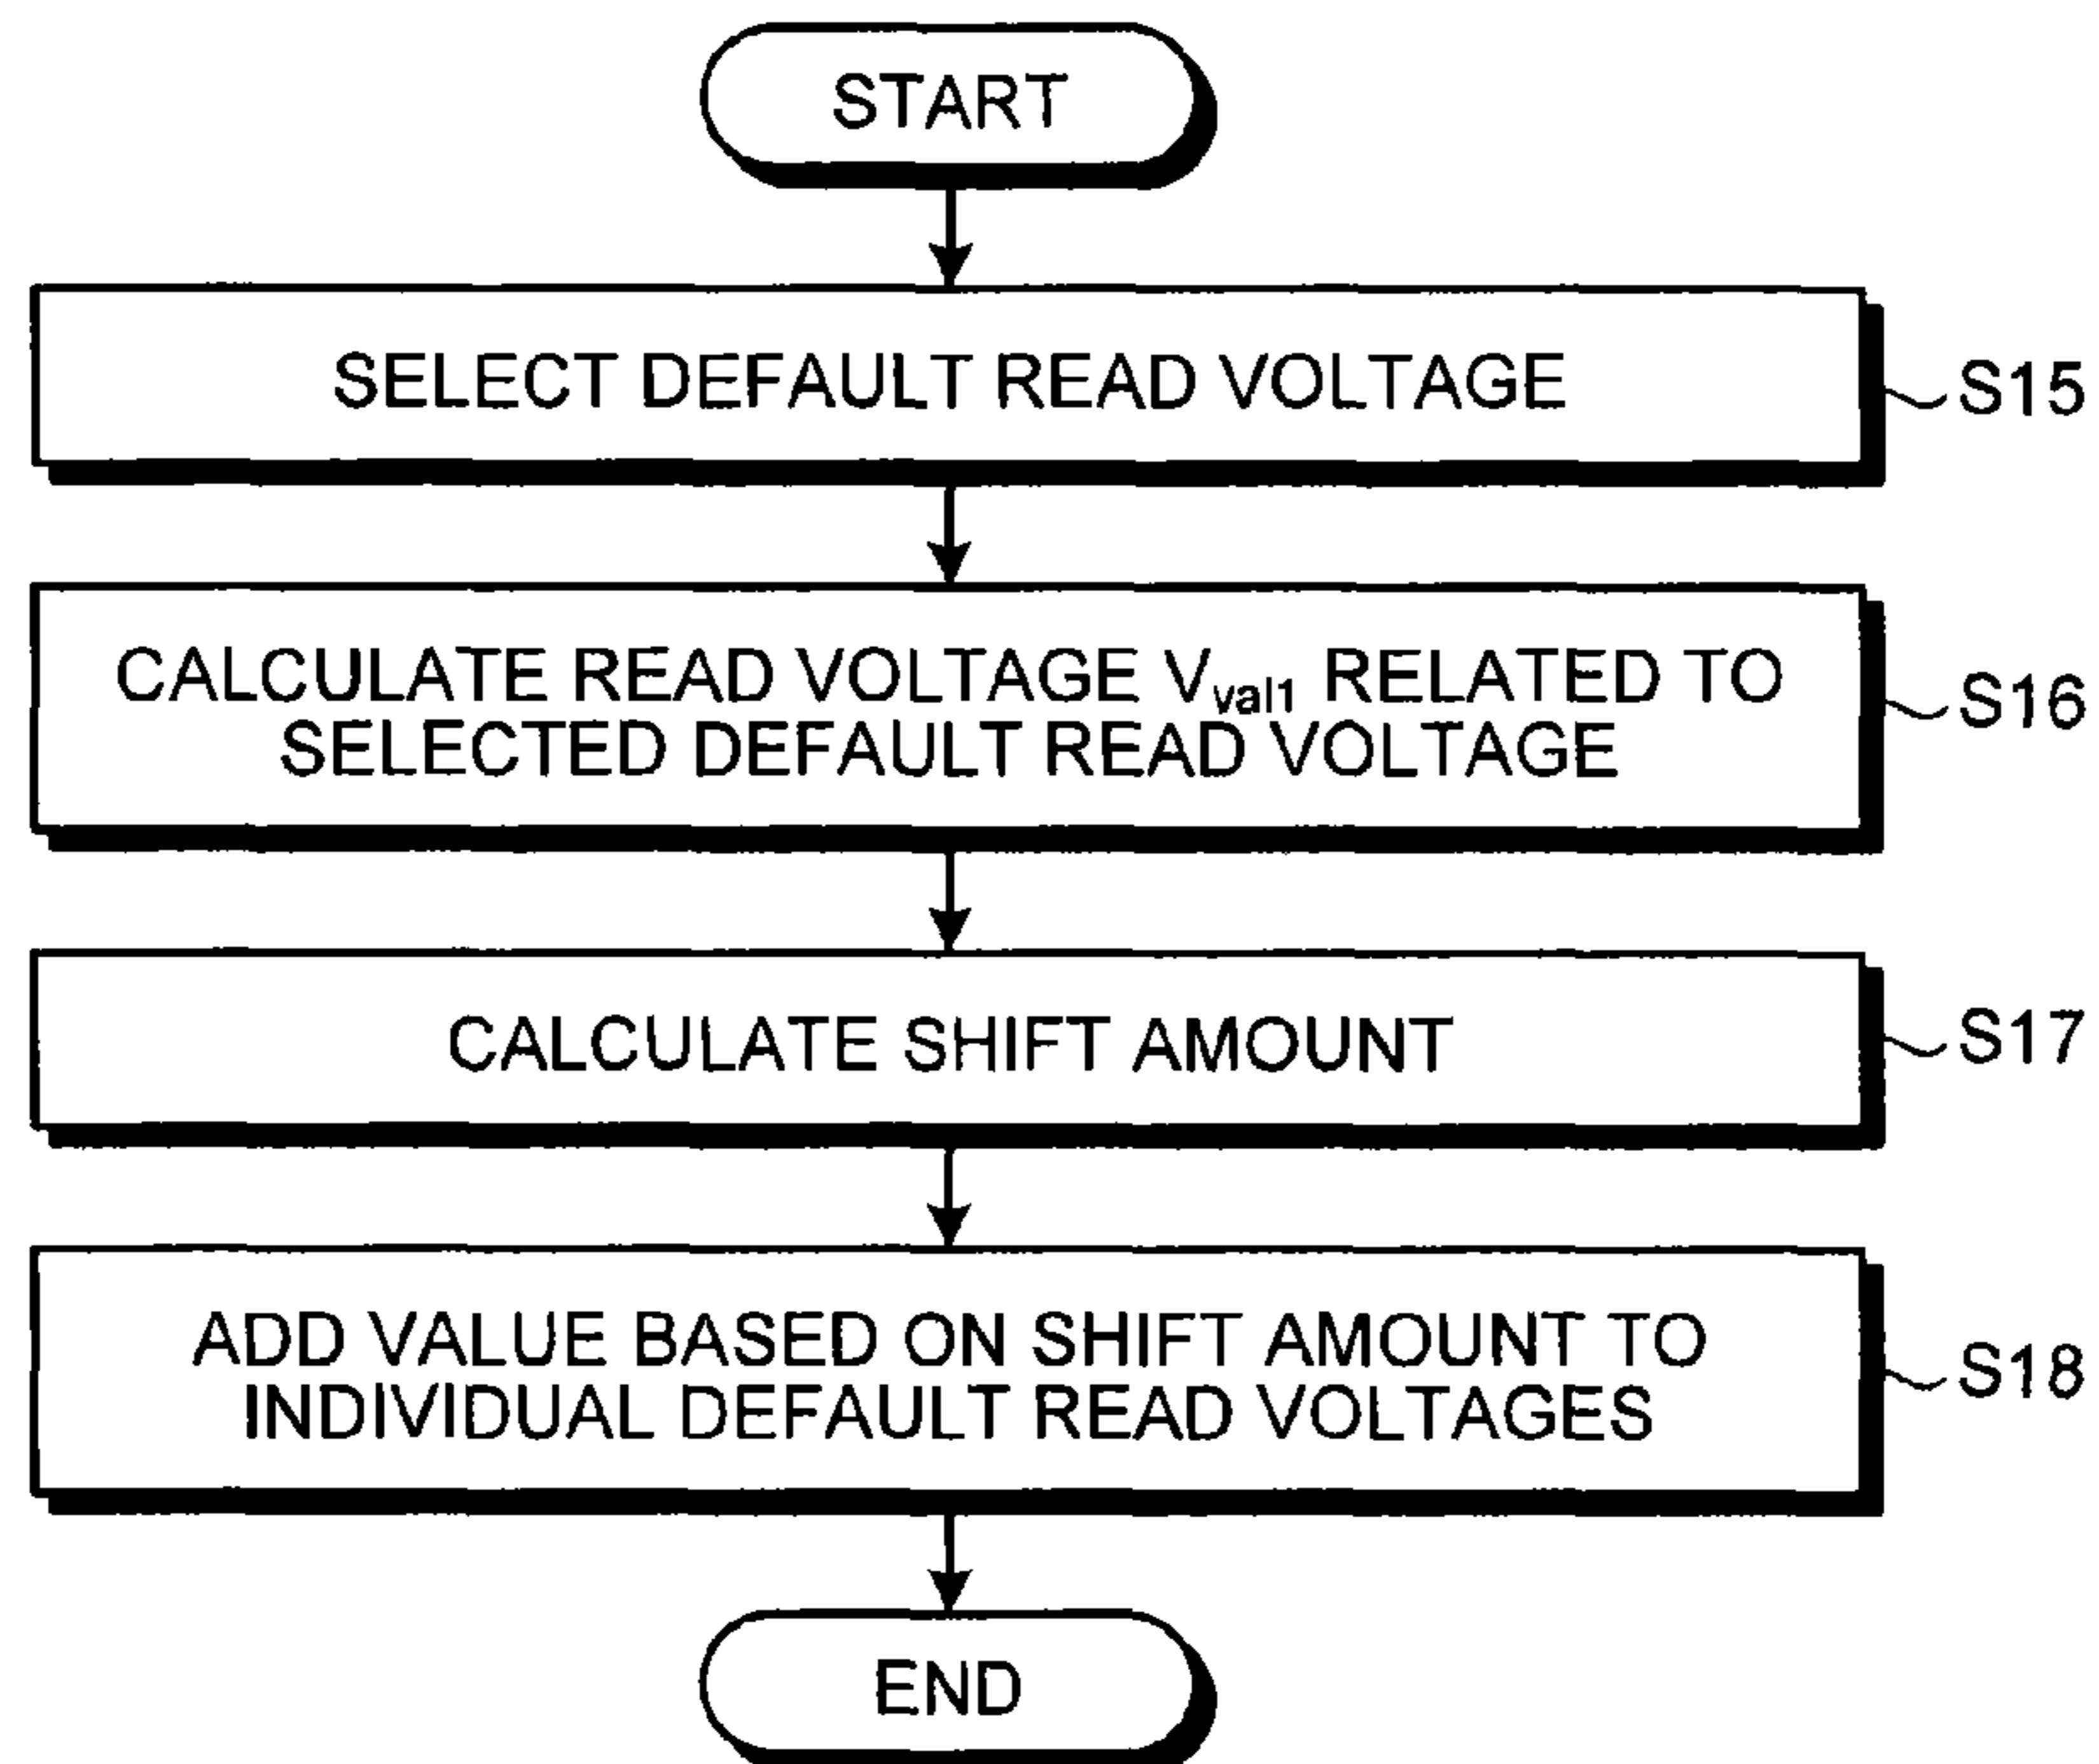 START
SELECT DEFAULT READ VOLTAGE
S15
CALCULATE READ VOLTAGE Vval1 RELATED TO
SELECTED DEFAULT READ VOLTAGE
S16
CALCULATE SHIFT AMOUNT
S17
ADD VALUE BASED ON SHIFT AMOUNT TO
INDIVIDUAL DEFAULT READ VOLTAGES
S18
END